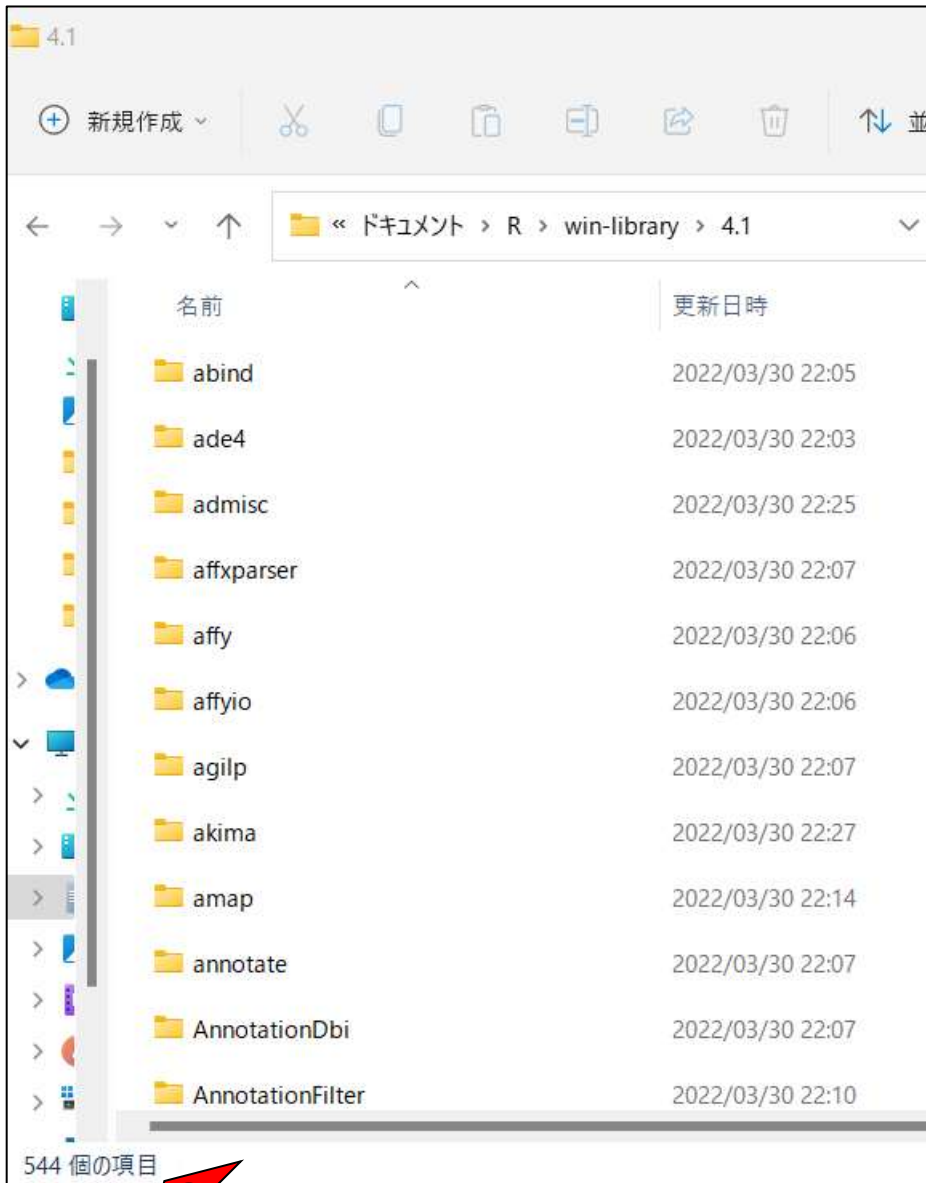 4.1
新規作成
並
« ドキュメント > R > win-library > 4.1
名前 更新日時
abind 2022/03/30 22:05
ade4 2022/03/30 22:03
admisc 2022/03/30 22:25
affxparser 2022/03/30 22:07
affy 2022/03/30 22:06
affyio 2022/03/30 22:06
agilp 2022/03/30 22:07
akima 2022/03/30 22:27
amap 2022/03/30 22:14
annotate 2022/03/30 22:07
AnnotationDbi 2022/03/30 22:07
AnnotationFilter 2022/03/30 22:10
544 個の項目